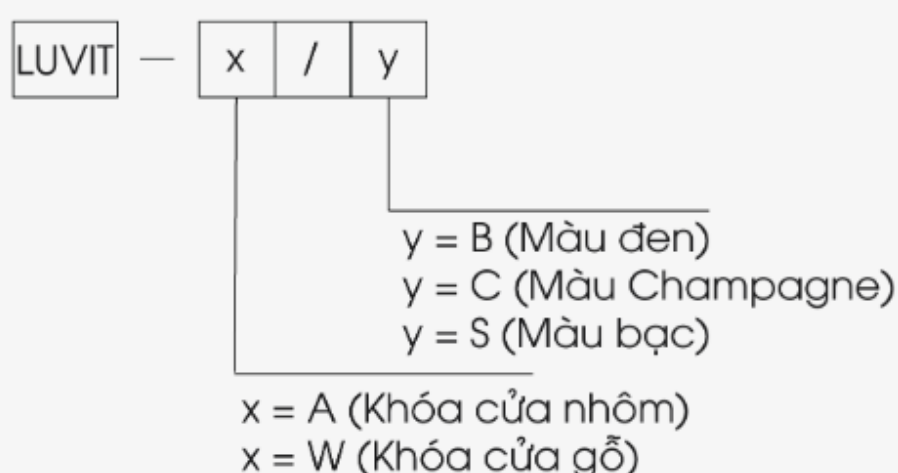 LUVIT — x / y
y = B (Màu đen)
y = C (Màu Champagne)
y = S (Màu bạc)
x = A (Khóa cửa nhôm)
x = W (Khóa cửa gỗ)